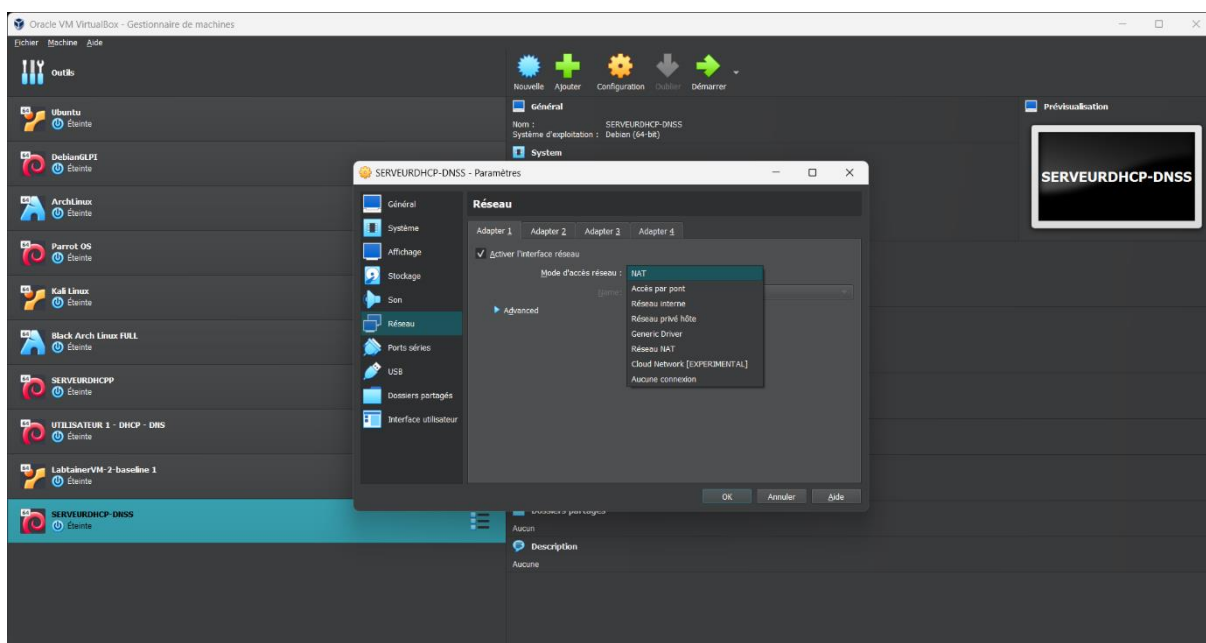 Oracle VM VirtualBox - Gestionnaire de machines
Fichier Machine Aide
Outils
Nouvelle Ajouter Configuration Oublier Démarrer
Ubuntu
Éteinte
DebianGLPI
Éteinte
ArchLinux
Éteinte
Parrot OS
Éteinte
Kali Linux
Éteinte
Black Arch Linux FULL
Éteinte
SERVEURDHCPP
Éteinte
UTILISATEUR 1 - DHCP - DNS
Éteinte
LabtainerVM-2-baseline 1
Éteinte
SERVEURDHCP-DNSS
Éteinte
Général
Nom : SERVEURDHCP-DNSS
Système d'exploitation : Debian (64-bit)
System
Prévisualisation
SERVEURDHCP-DNSS
SERVEURDHCP-DNSS - Paramètres
Général
Système
Affichage
Stockage
Son
Réseau
Ports séries
USB
Dossiers partagés
Interface utilisateur
Réseau
Adapter 1 Adapter 2 Adapter 3 Adapter 4
Activer l'interface réseau
Mode d'accès réseau : NAT
Name:
Advanced
Accès par pont
Réseau interne
Réseau privé hôte
Generic Driver
Réseau NAT
Cloud Network [EXPERIMENTAL]
Aucune connexion
OK Annuler Aide
Dossiers partagés
Aucun
Description
Aucune